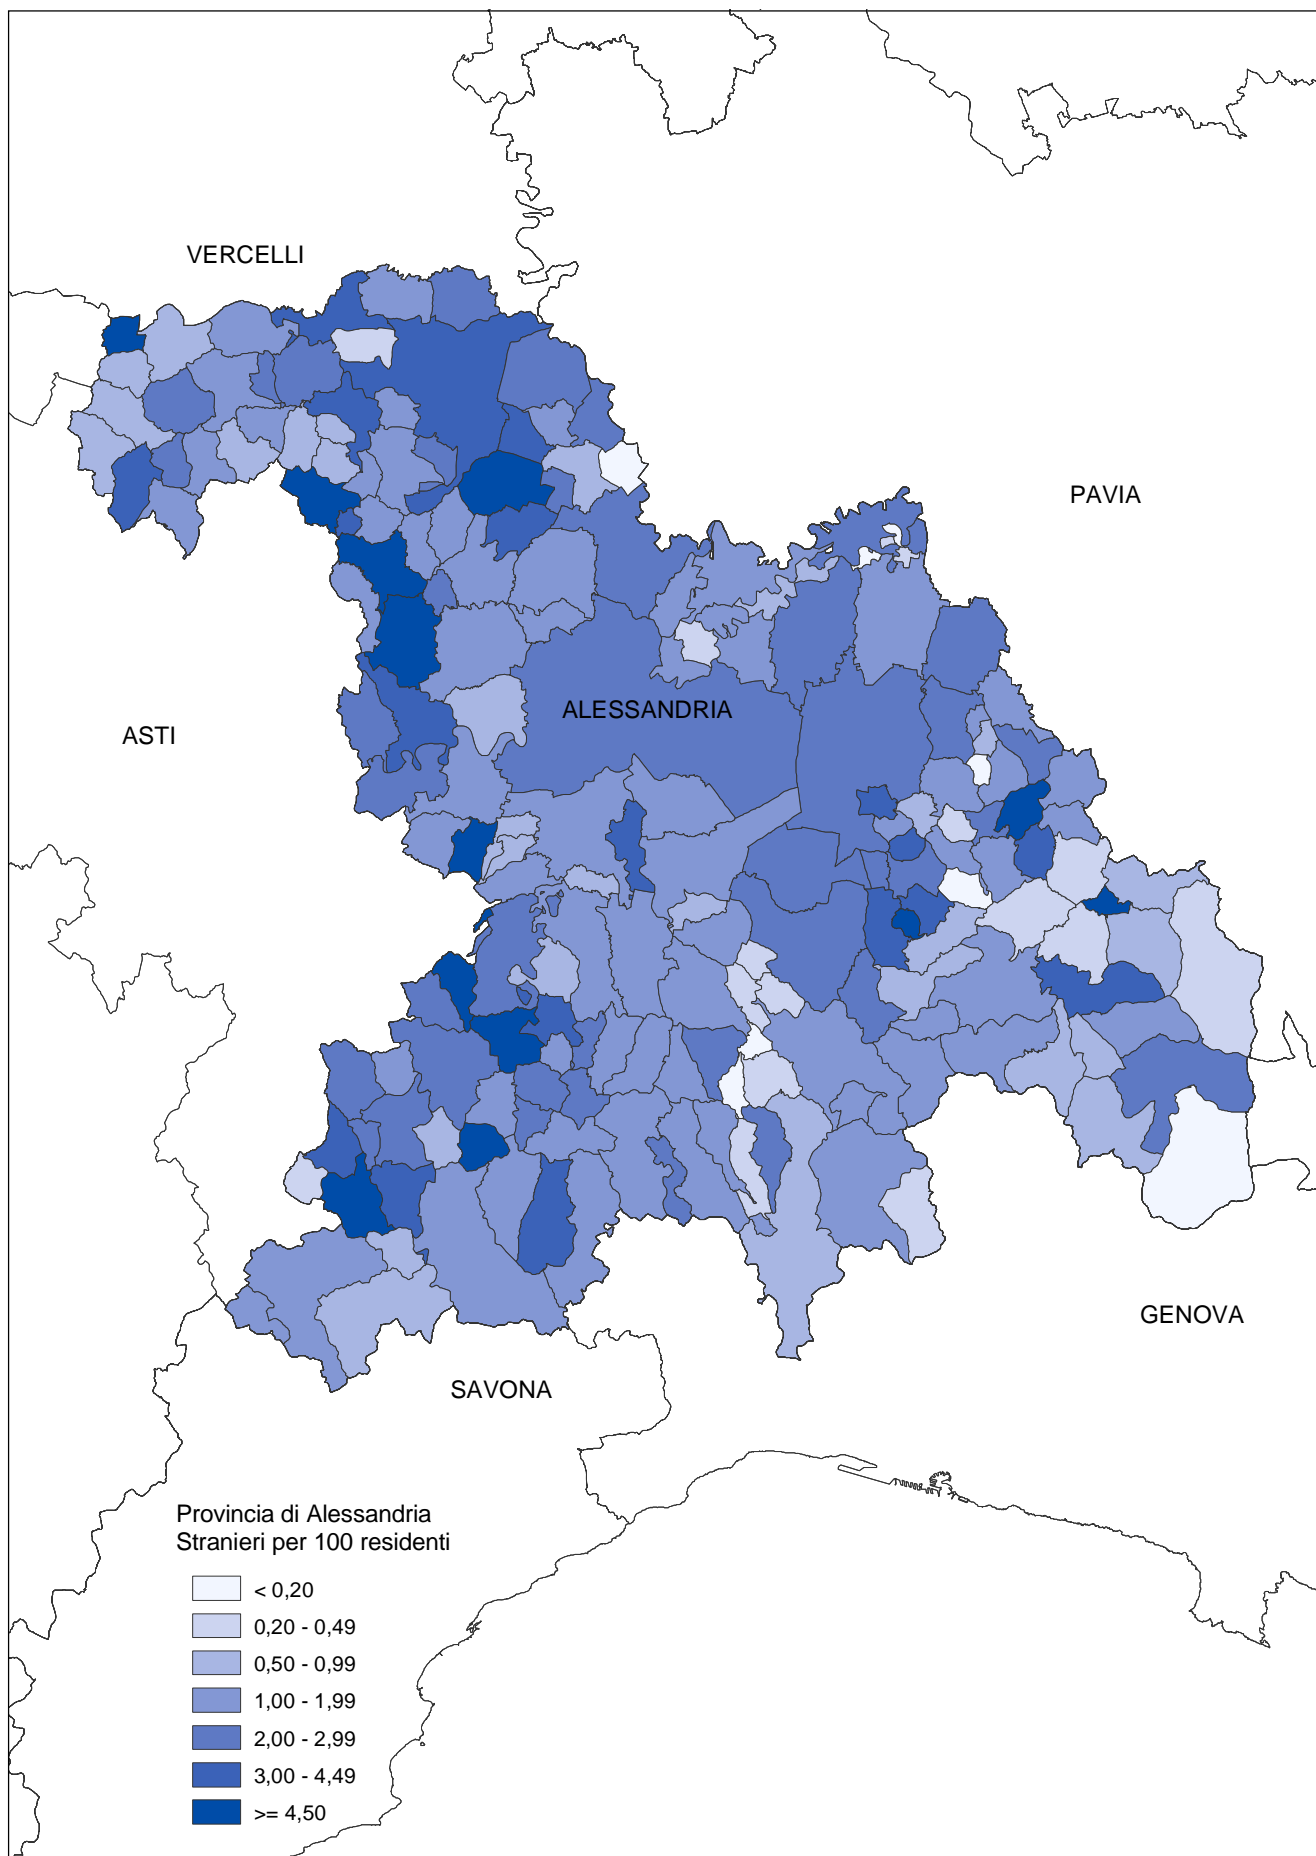 VERCELLI
PAVIA
ALESSANDRIA
ASTI
GENOVA
SAVONA
Provincia di Alessandria
Stranieri per 100 residenti
< 0,20
0,20 - 0,49
0,50 - 0,99
1,00 - 1,99
2,00 - 2,99
3,00 - 4,49
>= 4,50